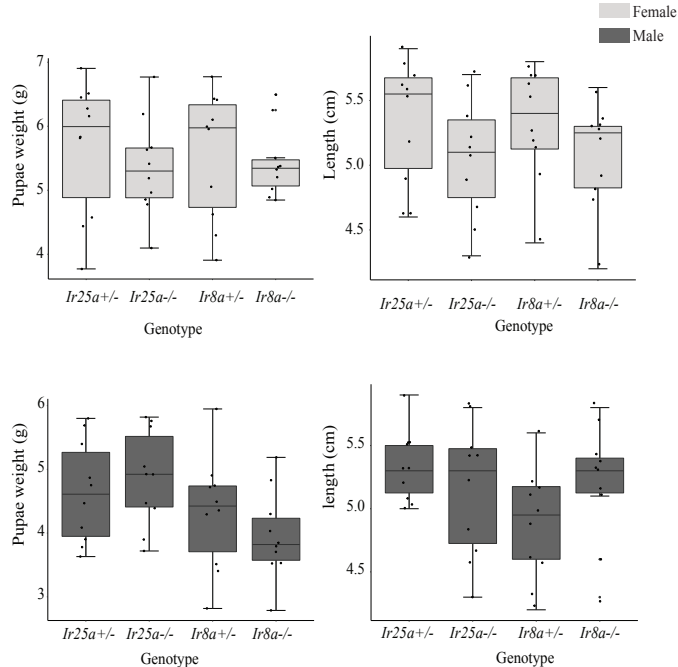 Female
Male
7
6
5
4
Pupae weight (g)
Ir25a+/- Ir25a-/- Ir8a+/- Ir8a-/-
Genotype
5.5
5.0
4.5
Length (cm)
Ir25a+/- Ir25a-/- Ir8a+/- Ir8a-/-
Genotype
6
5
4
3
Pupae weight (g)
Ir25a+/- Ir25a-/- Ir8a+/- Ir8a-/-
Genotype
5.5
5.0
4.5
length (cm)
Ir25a+/- Ir25a-/- Ir8a+/- Ir8a-/-
Genotype